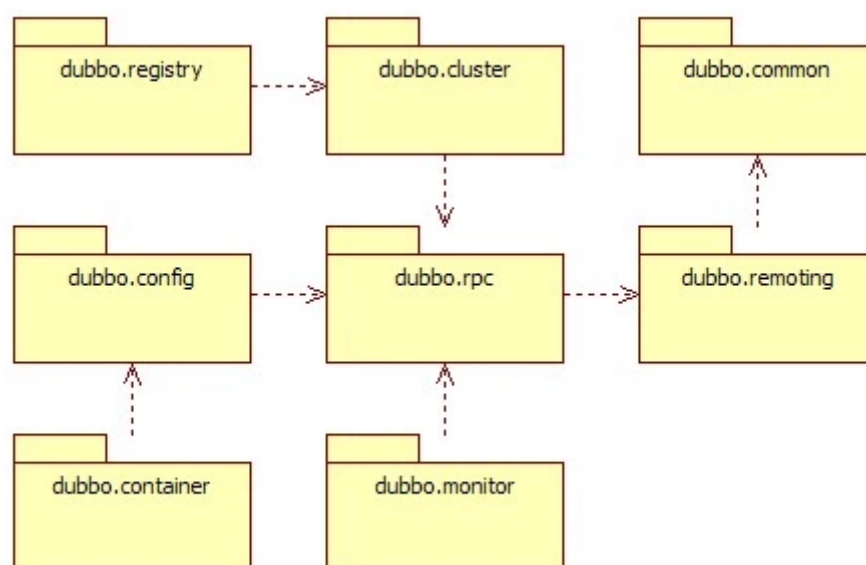 dubbo.registry
dubbo.cluster
dubbo.common
dubbo.config
dubbo.rpc
dubbo.remoting
dubbo.container
dubbo.monitor